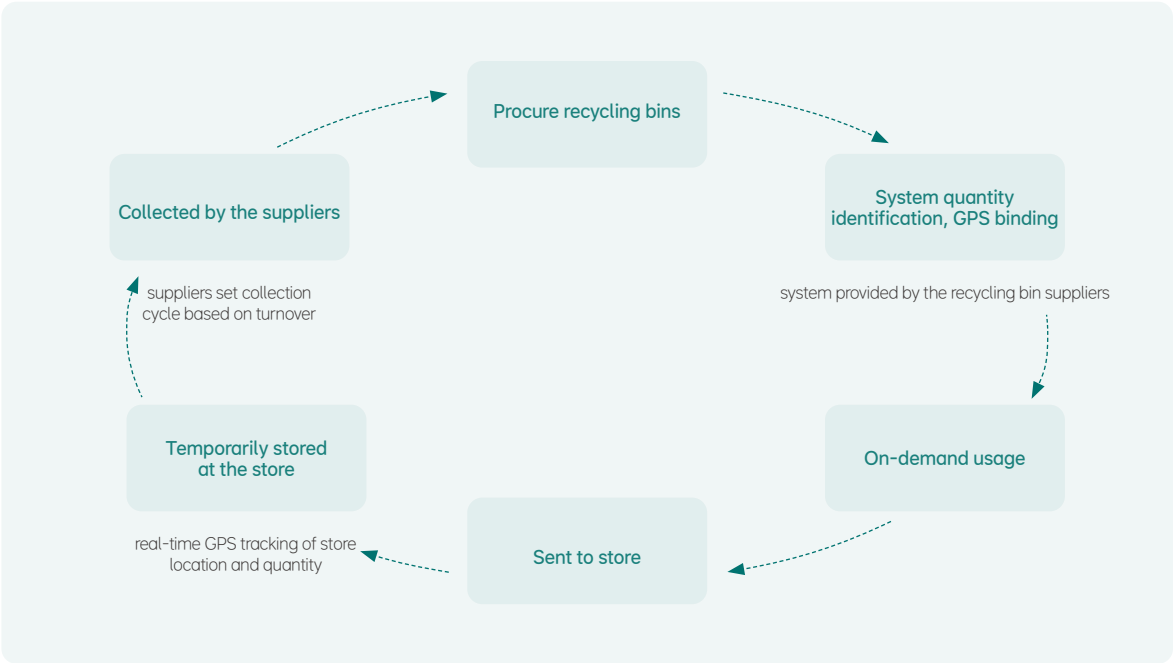 Procure recycling bins
System quantity
identification, GPS binding
system provided by the recycling bin suppliers
On-demand usage
Sent to store
Temporarily stored
at the store
real-time GPS tracking of store
location and quantity
Collected by the suppliers
suppliers set collection
cycle based on turnover